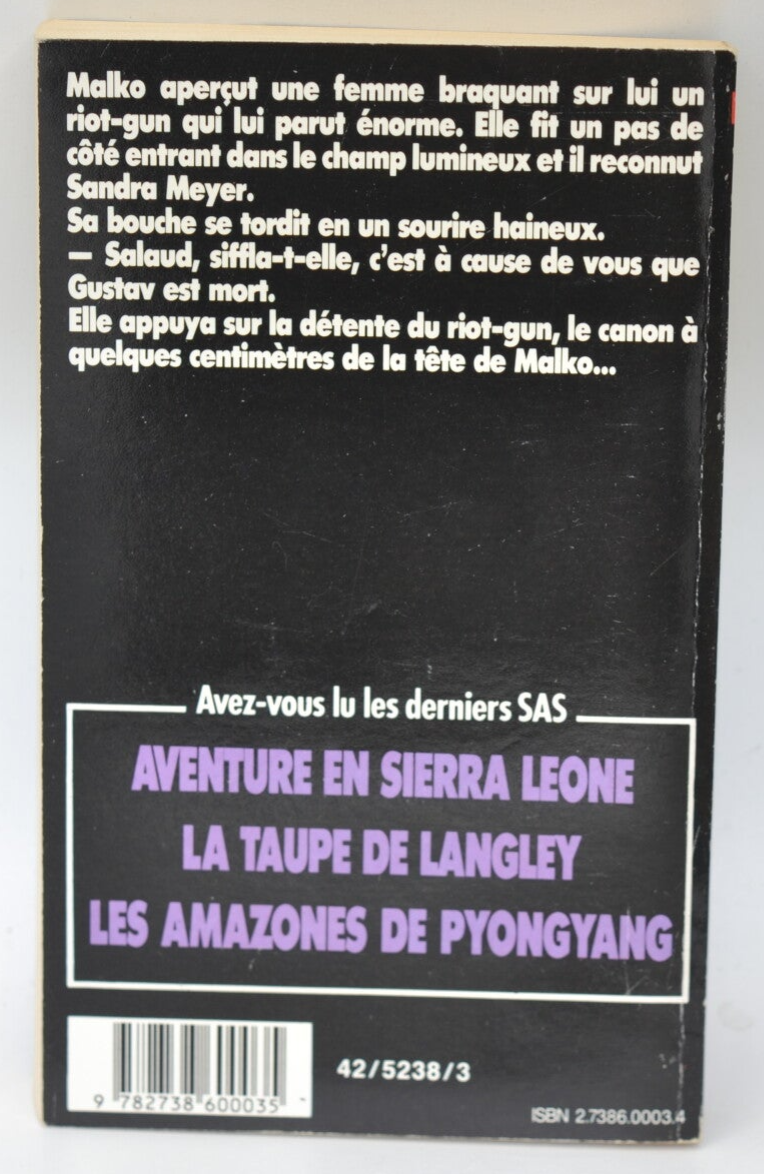 Malko aperçut une femme braquant sur lui un
riot-gun qui lui parut énorme. Elle fit un pas de
côté entrant dans le champ lumineux et il reconnut
Sandra Meyer.
Sa bouche se tordit en un sourire haineux.
— Salaud, siffla-t-elle, c'est à cause de vous que
Gustav est mort.
Elle appuya sur la détente du riot-gun, le canon à
quelques centimètres de la tête de Malko...
Avez-vous lu les derniers SAS
AVENTURE EN SIERRA LEONE
LA TAUPE DE LANGLEY
LES AMAZONES DE PYONGYANG
9 782738 600035
42/5238/3
ISBN 2.7386.0003.4